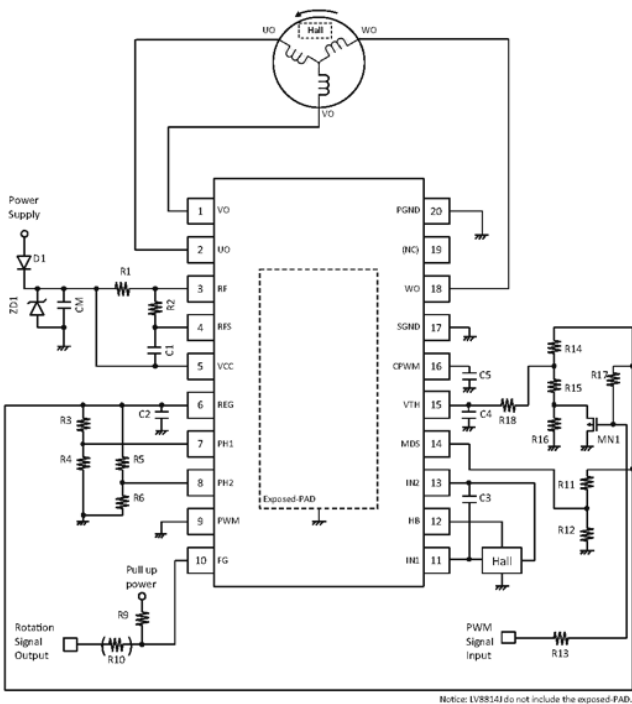 UO
Hall
WO
VO
Power
Supply
D1
ZD1
CM
R1
R2
C1
1 VO
2 UO
3 RF
4 RFS
5 VCC
6 REG
7 PH1
8 PH2
9 PWM
10 FG
PGND 20
(NC) 19
WO 18
SGND 17
CPWM 16
VTH 15
MDS 14
IN2 13
HB 12
IN1 11
Exposed-PAD
C5
C4
R18
R14
R15
R16
R17
MN1
R11
R12
C3
Hall
C2
R3
R4
R5
R6
Pull up
power
R9
Rotation
Signal
Output
(R10)
PWM
Signal
Input
R13
Notice: LV8814J do not include the exposed-PAD.